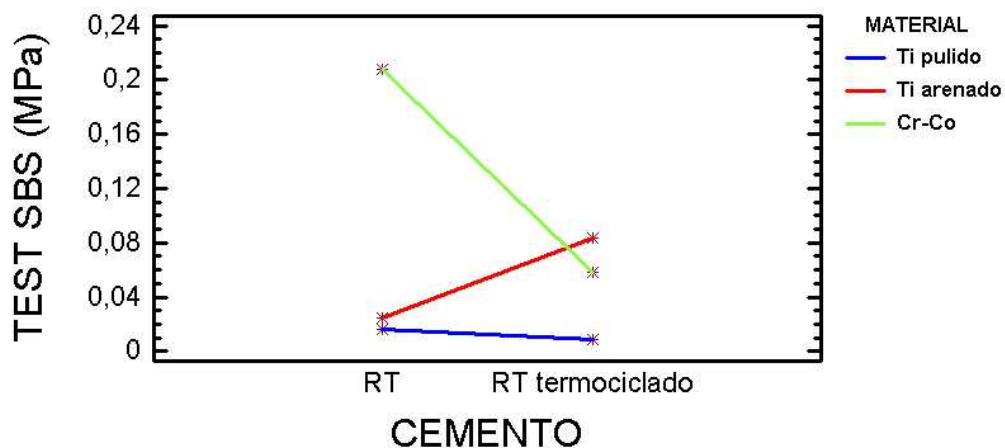 TEST SBS (MPa)
0,24
0,2
0,16
0,12
0,08
0,04
0
RT
RT termociclado
CEMENTO
MATERIAL
Ti pulido
Ti arenado
Cr-Co